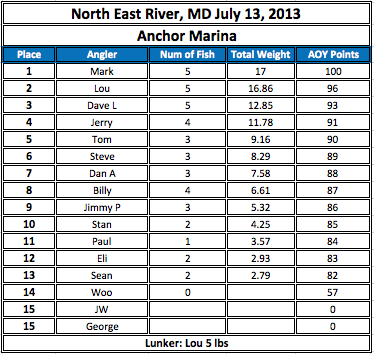 North East River, MD July 13, 2013
Anchor Marina
Place Angler Num of Fish Total Weight AOY Points
1 Mark 5 17 100
2 Lou 5 16.86 96
3 Dave L 5 12.85 93
4 Jerry 4 11.78 91
5 Tom 3 9.16 90
6 Steve 3 8.29 89
7 Dan A 3 7.58 88
8 Billy 4 6.61 87
9 Jimmy P 3 5.32 86
10 Stan 2 4.25 85
11 Paul 1 3.57 84
12 Eli 2 2.93 83
13 Sean 2 2.79 82
14 Woo 0 57
15 JW 0
15 George 0
Lunker: Lou 5 lbs